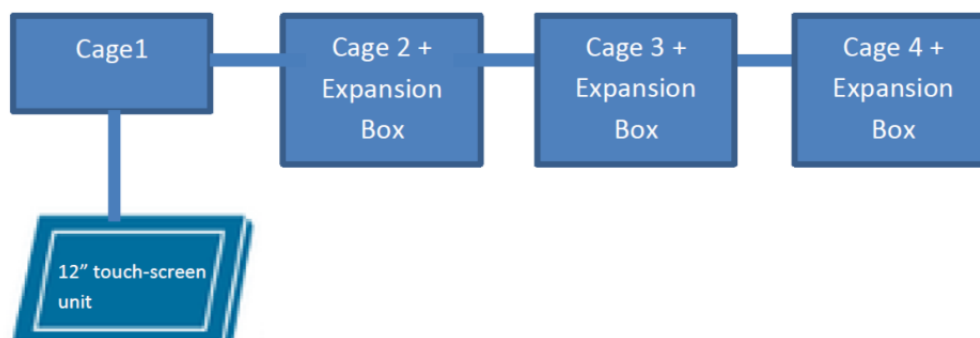 Cage1
Cage 2 +
Expansion
Box
Cage 3 +
Expansion
Box
Cage 4 +
Expansion
Box
12” touch-screen
unit